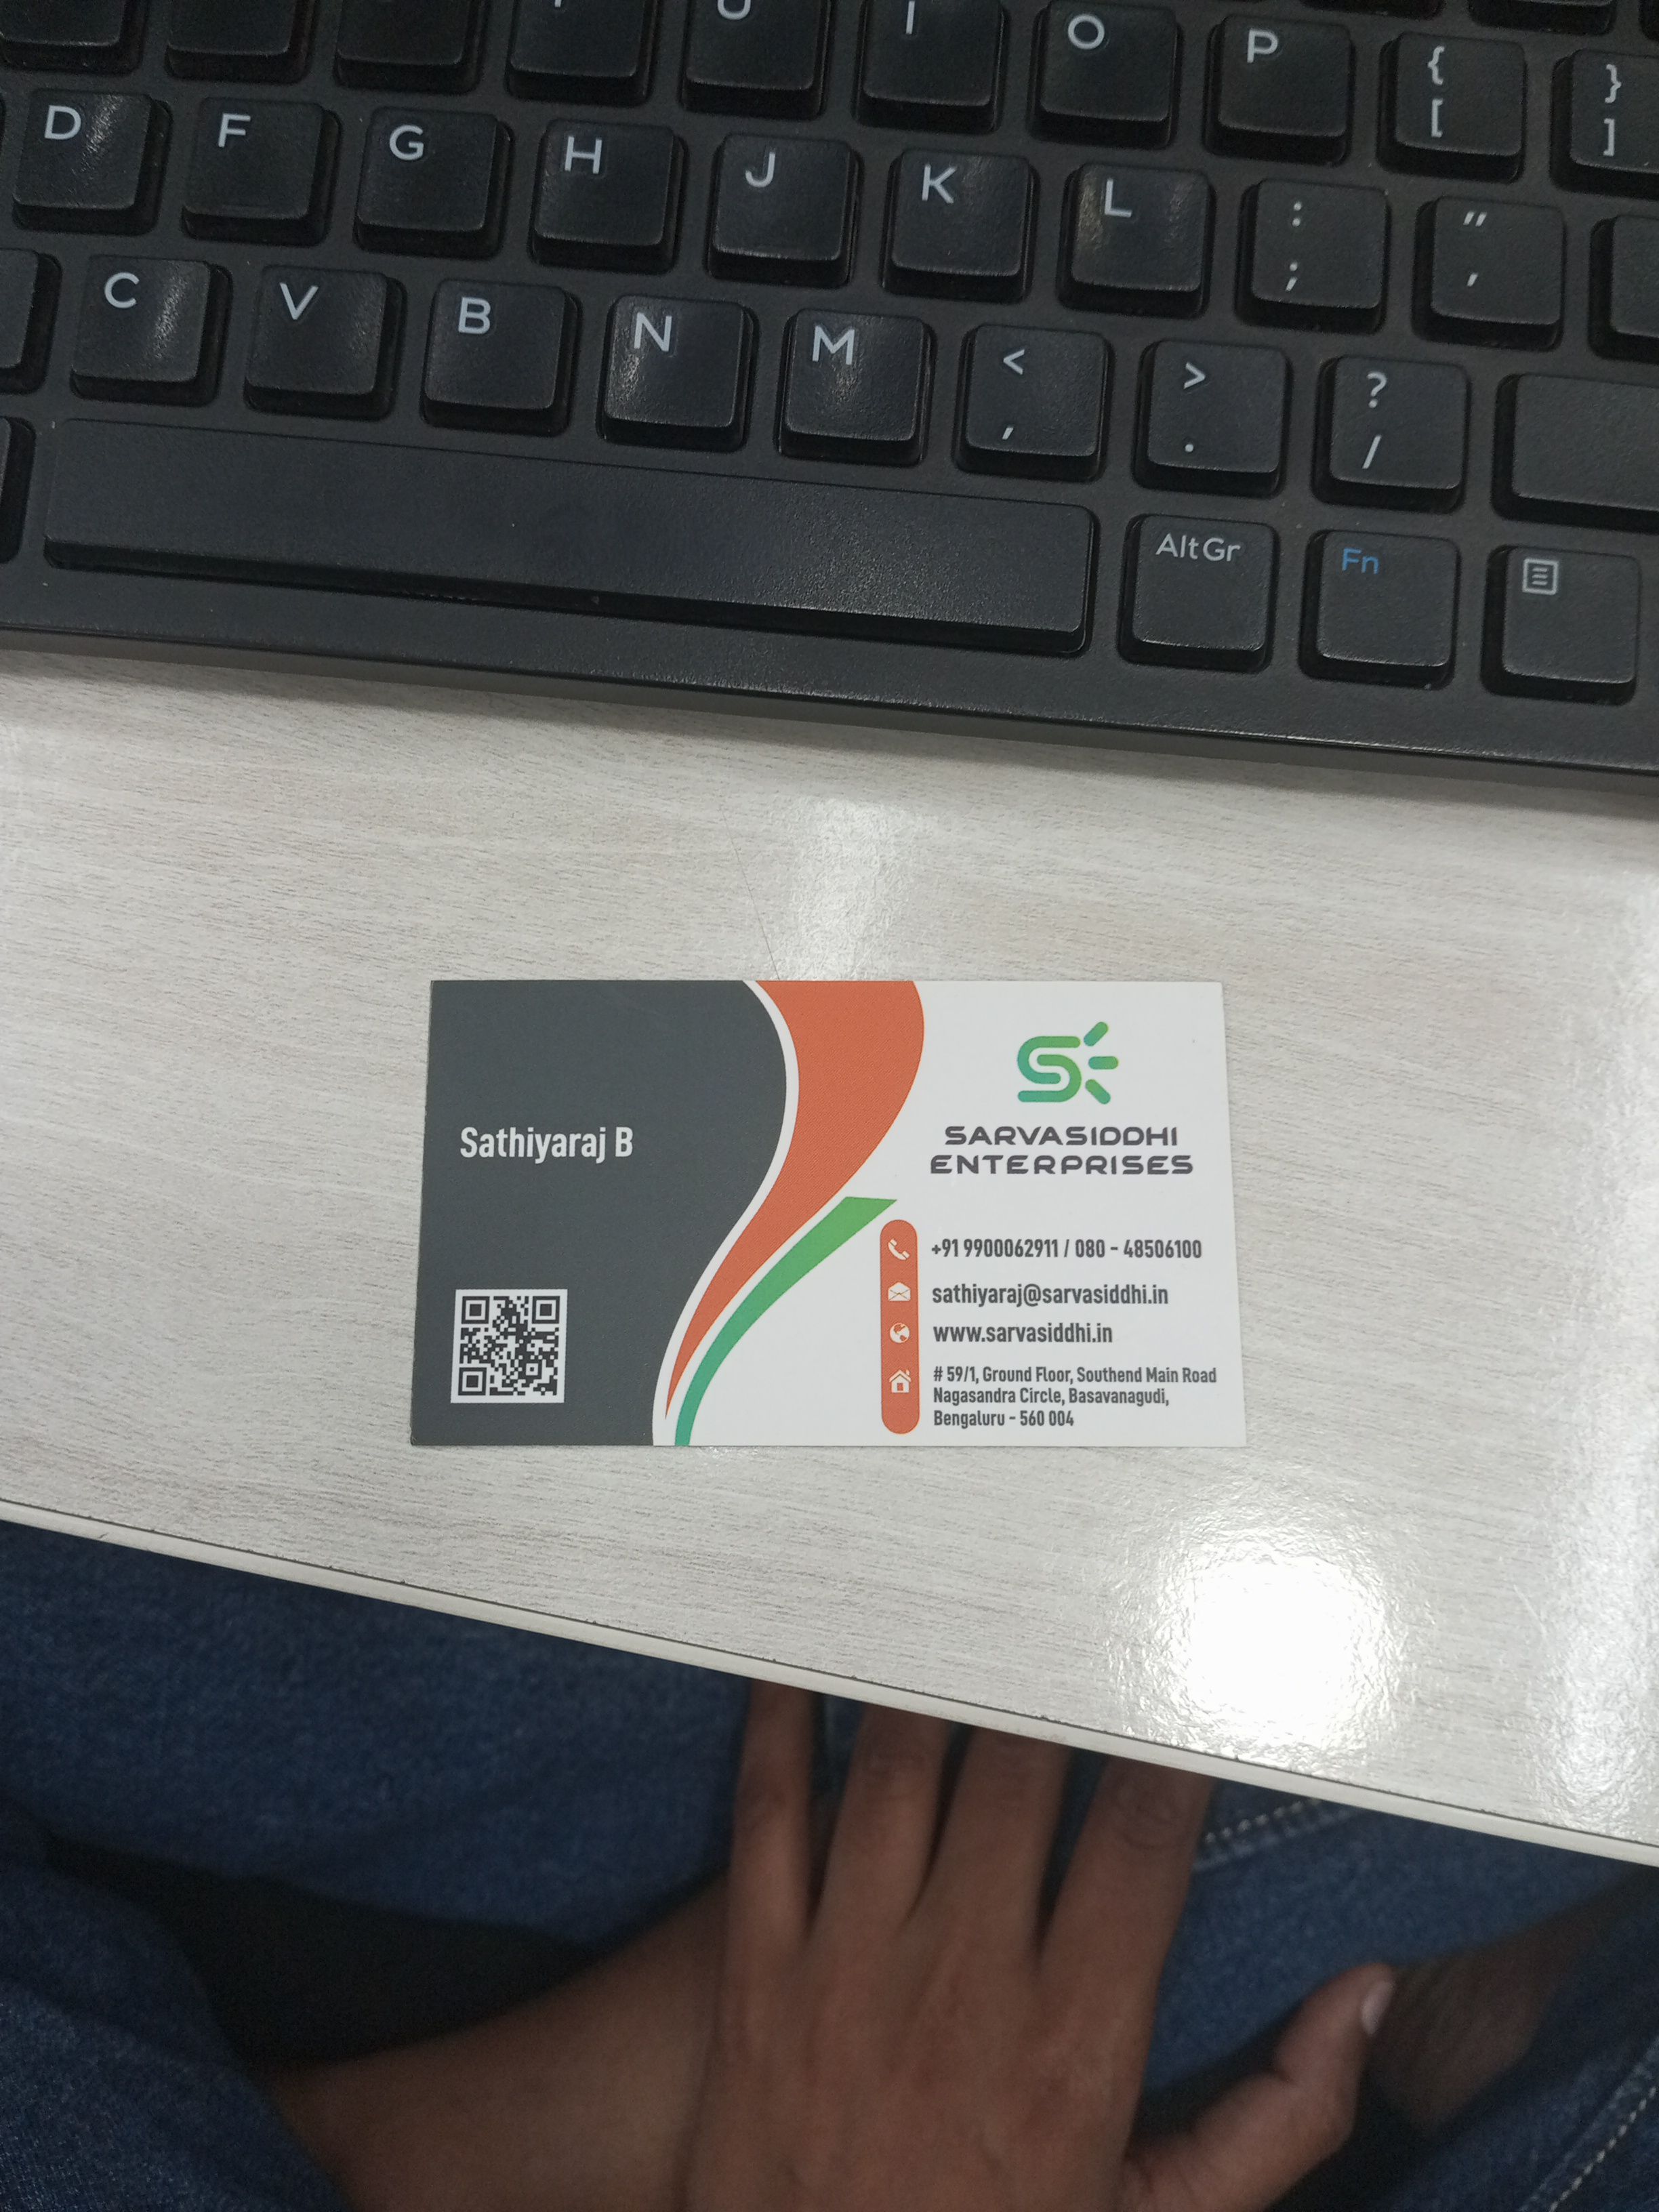 U I O P { [ } ]
D F G H J K L : ; " '
C V B N M < , > . ? /
AltGr Fn
Sathiyaraj B
SARVASIDDHI
ENTERPRISES
+91 9900062911 / 080 - 48506100
sathiyaraj@sarvasiddhi.in
www.sarvasiddhi.in
# 59/1, Ground Floor, Southend Main Road
Nagasandra Circle, Basavanagudi,
Bengaluru - 560 004